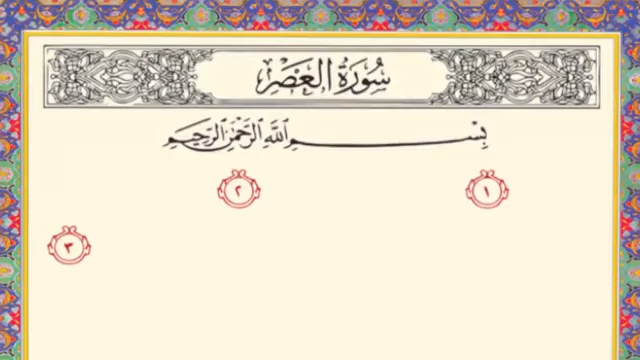 سُورَةُ العَصْرِ
بِسْمِ ٱللَّهِ ٱلرَّحْمَٰنِ ٱلرَّحِيمِ
١ ٢
٣